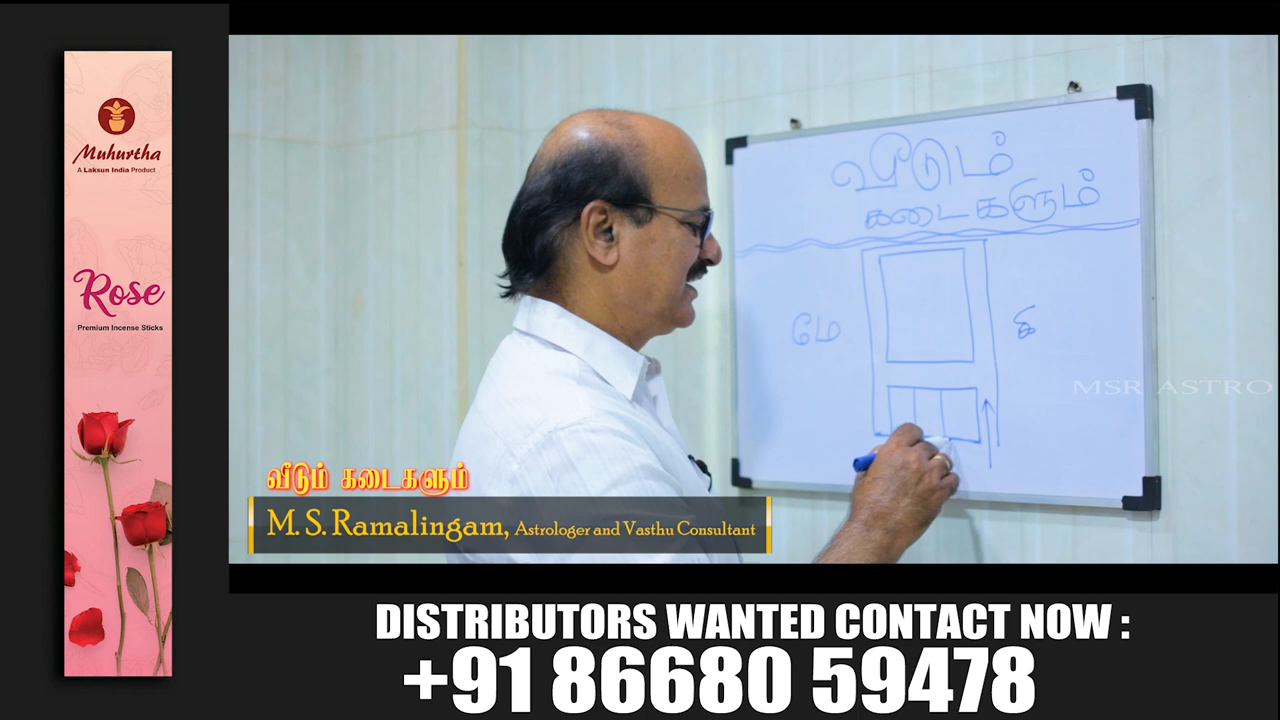 Muhurtha
A Laksun India Product
Rose
Premium Incense Sticks
வீடும்
கடைகளும்
மே
கி
MSR ASTRO
வீடும் கடைகளும்
M. S. Ramalingam, Astrologer and Vasthu Consultant
DISTRIBUTORS WANTED CONTACT NOW :
+91 86680 59478